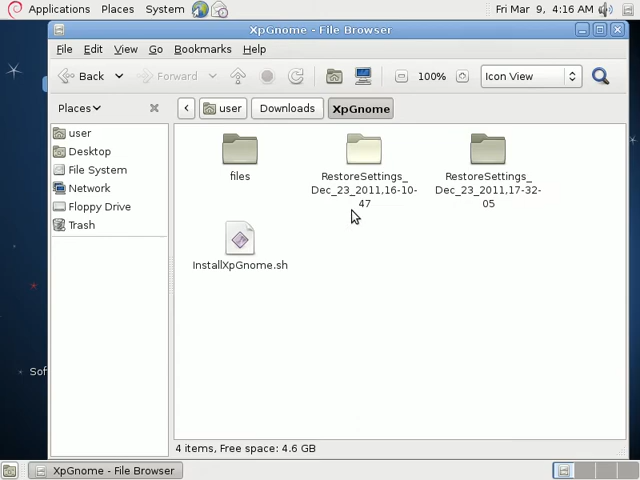 Applications Places System Fri Mar 9, 4:16 AM
XpGnome - File Browser
File Edit View Go Bookmarks Help
Back Forward 100% Icon View
Places user Downloads XpGnome
user
Desktop
File System
Network
Floppy Drive
Trash
files
RestoreSettings_
Dec_23_2011,16-10-
47
RestoreSettings_
Dec_23_2011,17-32-
05
InstallXpGnome.sh
Sof
4 items, Free space: 4.6 GB
XpGnome - File Browser